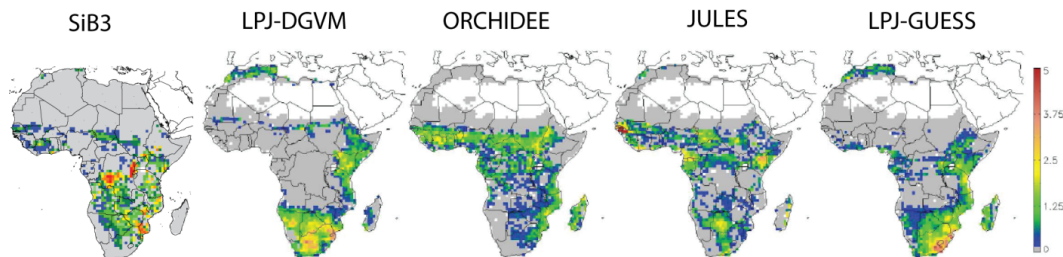 SiB3
LPJ-DGVM
ORCHIDEE
JULES
LPJ-GUESS
5
3.75
2.5
1.25
0